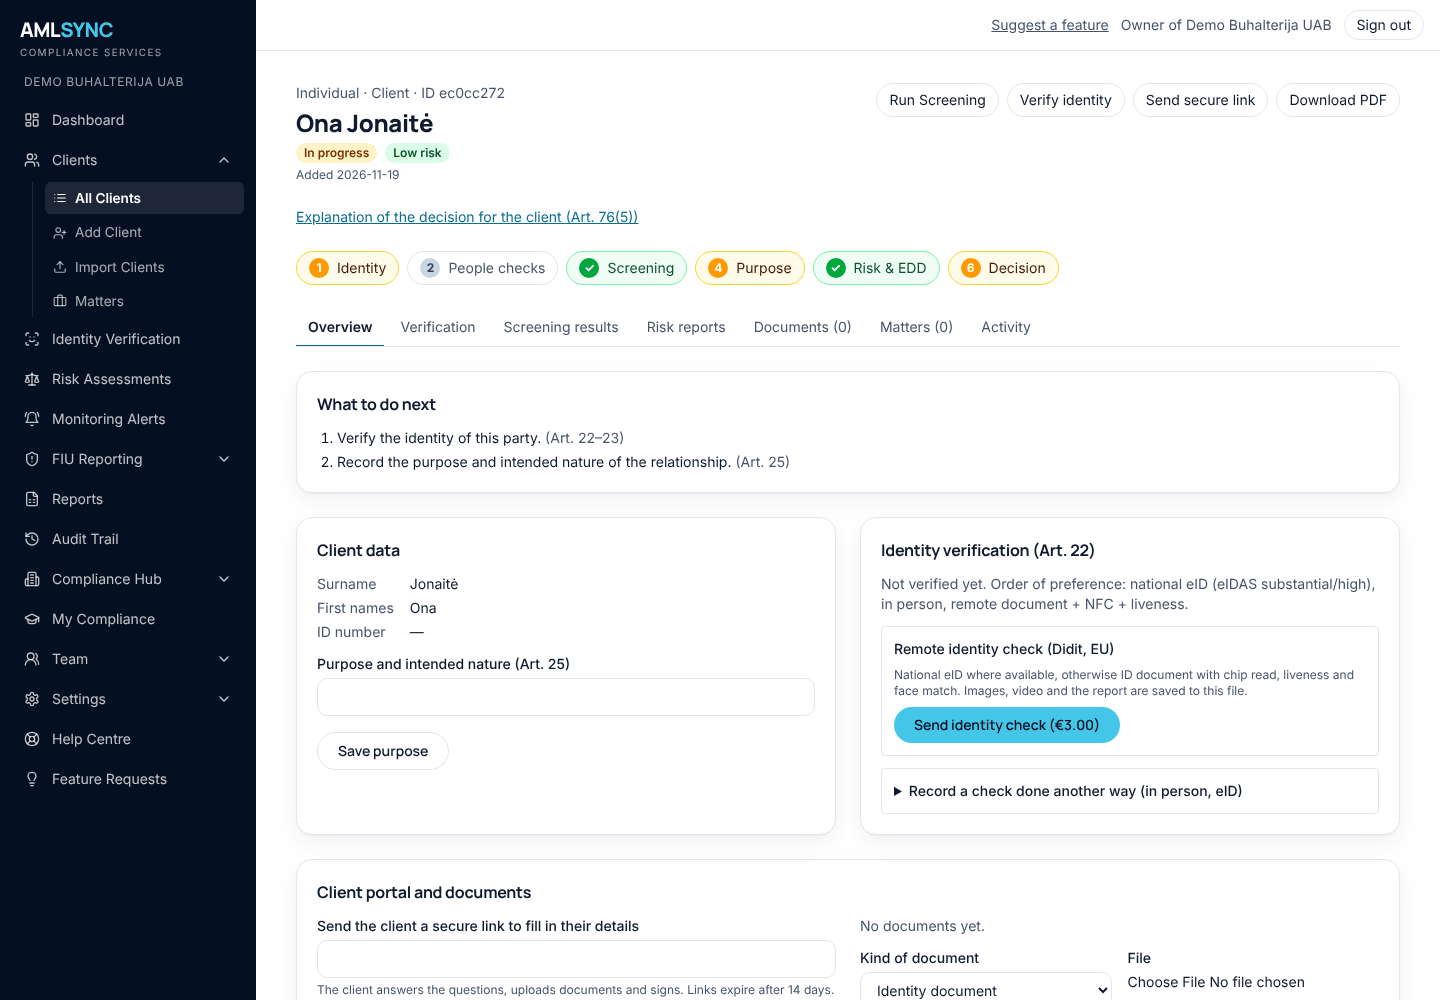 AMLSYNC
COMPLIANCE SERVICES
DEMO BUHALTERIJA UAB
Dashboard
Clients
All Clients
Add Client
Import Clients
Matters
Identity Verification
Risk Assessments
Monitoring Alerts
FIU Reporting
Reports
Audit Trail
Compliance Hub
My Compliance
Team
Settings
Help Centre
Feature Requests
Suggest a feature Owner of Demo Buhalterija UAB Sign out
Individual · Client · ID ec0cc272
Ona Jonaitė
In progress Low risk
Added 2026-11-19
Run Screening Verify identity Send secure link Download PDF
Explanation of the decision for the client (Art. 76(5))
1 Identity 2 People checks Screening 4 Purpose Risk & EDD 6 Decision
Overview Verification Screening results Risk reports Documents (0) Matters (0) Activity
What to do next
1. Verify the identity of this party. (Art. 22–23)
2. Record the purpose and intended nature of the relationship. (Art. 25)
Client data
Surname Jonaitė
First names Ona
ID number —
Purpose and intended nature (Art. 25)
Save purpose
Identity verification (Art. 22)
Not verified yet. Order of preference: national eID (eIDAS substantial/high),
in person, remote document + NFC + liveness.
Remote identity check (Didit, EU)
National eID where available, otherwise ID document with chip read, liveness and
face match. Images, video and the report are saved to this file.
Send identity check (€3.00)
Record a check done another way (in person, eID)
Client portal and documents
Send the client a secure link to fill in their details
The client answers the questions, uploads documents and signs. Links expire after 14 days.
No documents yet.
Kind of document File
Identity document Choose File No file chosen